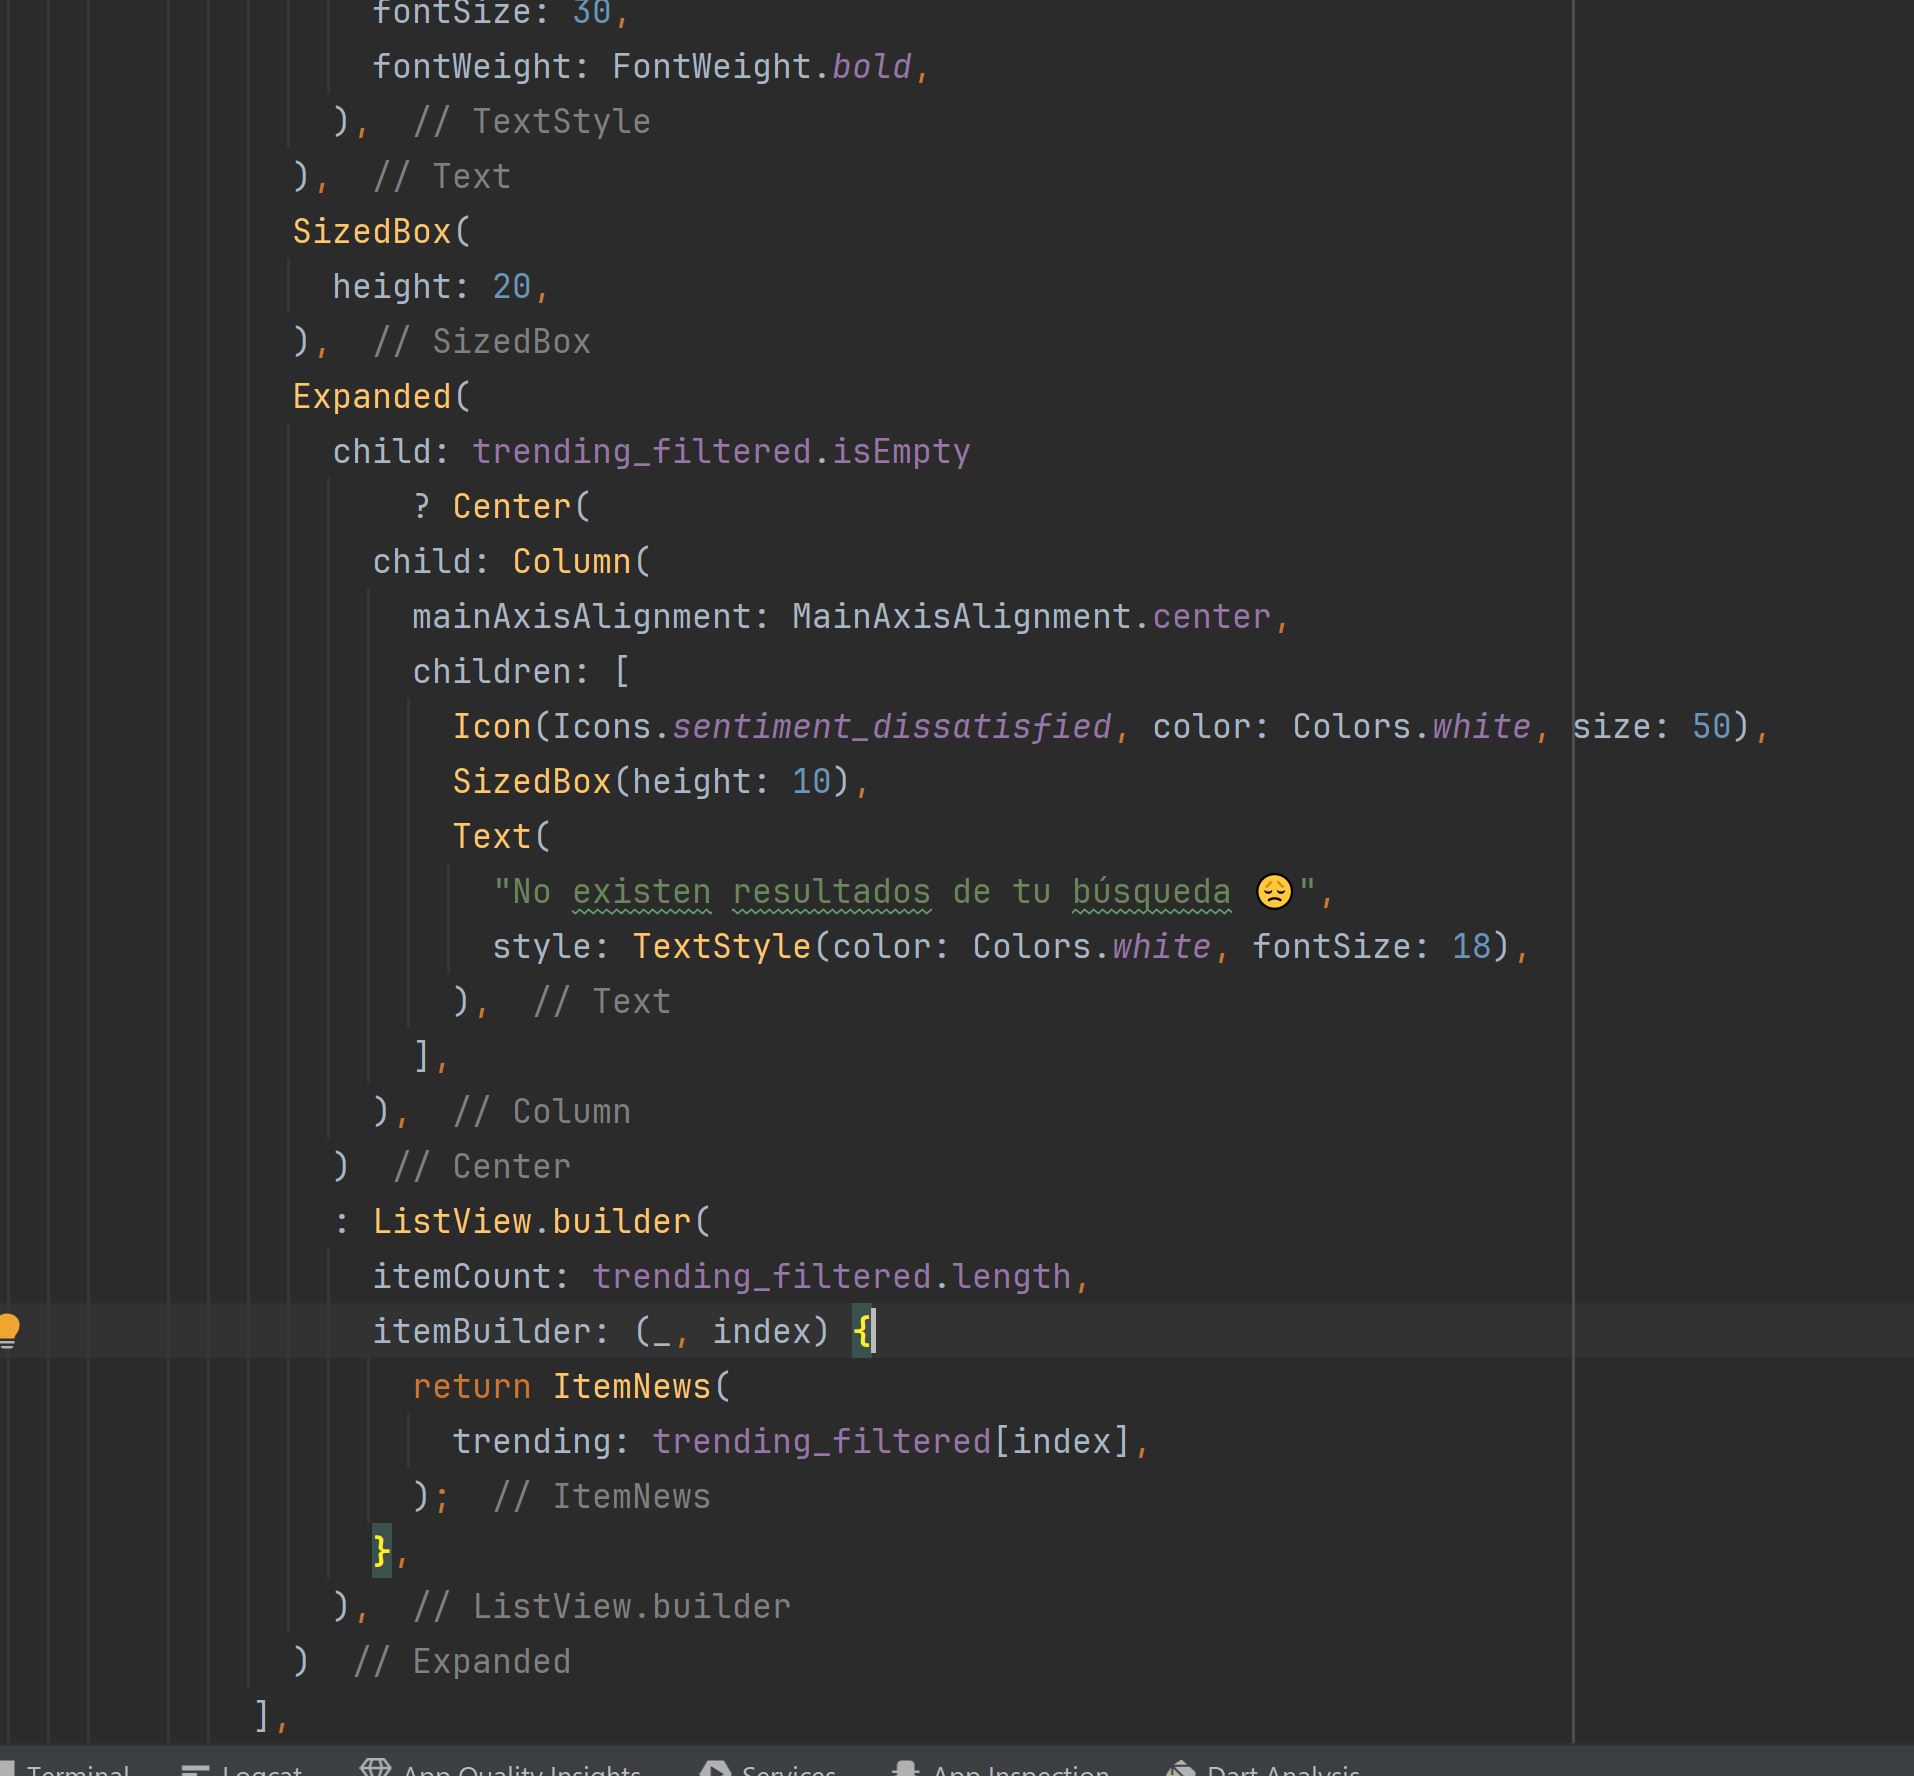 fontSize: 30,
fontWeight: FontWeight.bold,
), // TextStyle
), // Text
SizedBox(
height: 20,
), // SizedBox
Expanded(
child: trending_filtered.isEmpty
? Center(
child: Column(
mainAxisAlignment: MainAxisAlignment.center,
children: [
Icon(Icons.sentiment_dissatisfied, color: Colors.white, size: 50),
SizedBox(height: 10),
Text(
"No existen resultados de tu búsqueda 😔",
style: TextStyle(color: Colors.white, fontSize: 18),
), // Text
],
), // Column
) // Center
: ListView.builder(
itemCount: trending_filtered.length,
itemBuilder: (_, index) {
return ItemNews(
trending: trending_filtered[index],
); // ItemNews
},
), // ListView.builder
) // Expanded
],
Terminal Logcat App Quality Insights Services App Inspection Dart Analysis